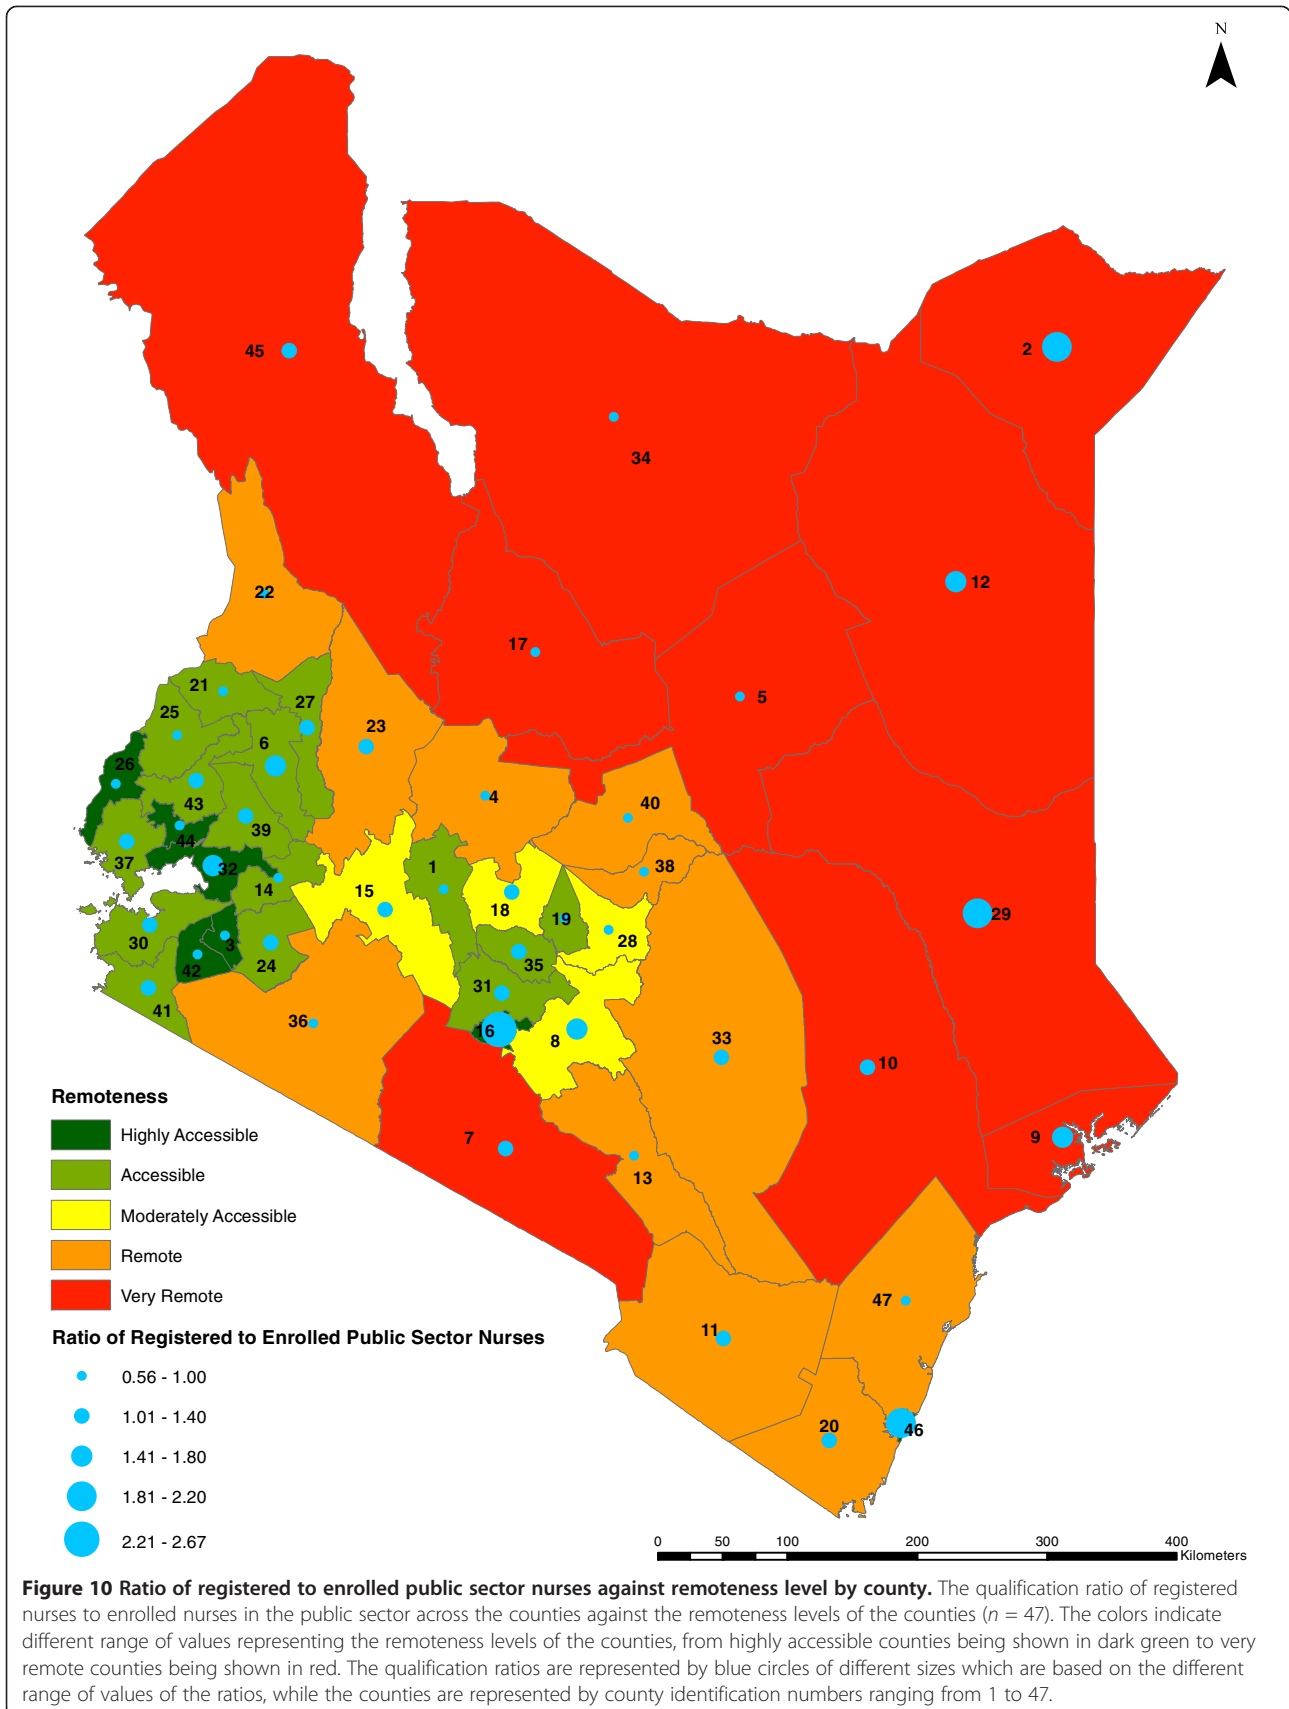 N
45
2
34
12
22
17
5
21
27
25
23
6
26
4
40
43
39
44
38
37
32
1
14
15
18
19
29
30
3
28
24
35
42
31
41
36
16
8
33
10
Remoteness
Highly Accessible
7
9
Accessible
13
Moderately Accessible
Remote
Very Remote
47
11
Ratio of Registered to Enrolled Public Sector Nurses
0.56 - 1.00
1.01 - 1.40
20
46
1.41 - 1.80
1.81 - 2.20
2.21 - 2.67
0 50 100 200 300 400
Kilometers
Figure 10 Ratio of registered to enrolled public sector nurses against remoteness level by county. The qualification ratio of registered
nurses to enrolled nurses in the public sector across the counties against the remoteness levels of the counties (n = 47). The colors indicate
different range of values representing the remoteness levels of the counties, from highly accessible counties being shown in dark green to very
remote counties being shown in red. The qualification ratios are represented by blue circles of different sizes which are based on the different
range of values of the ratios, while the counties are represented by county identification numbers ranging from 1 to 47.